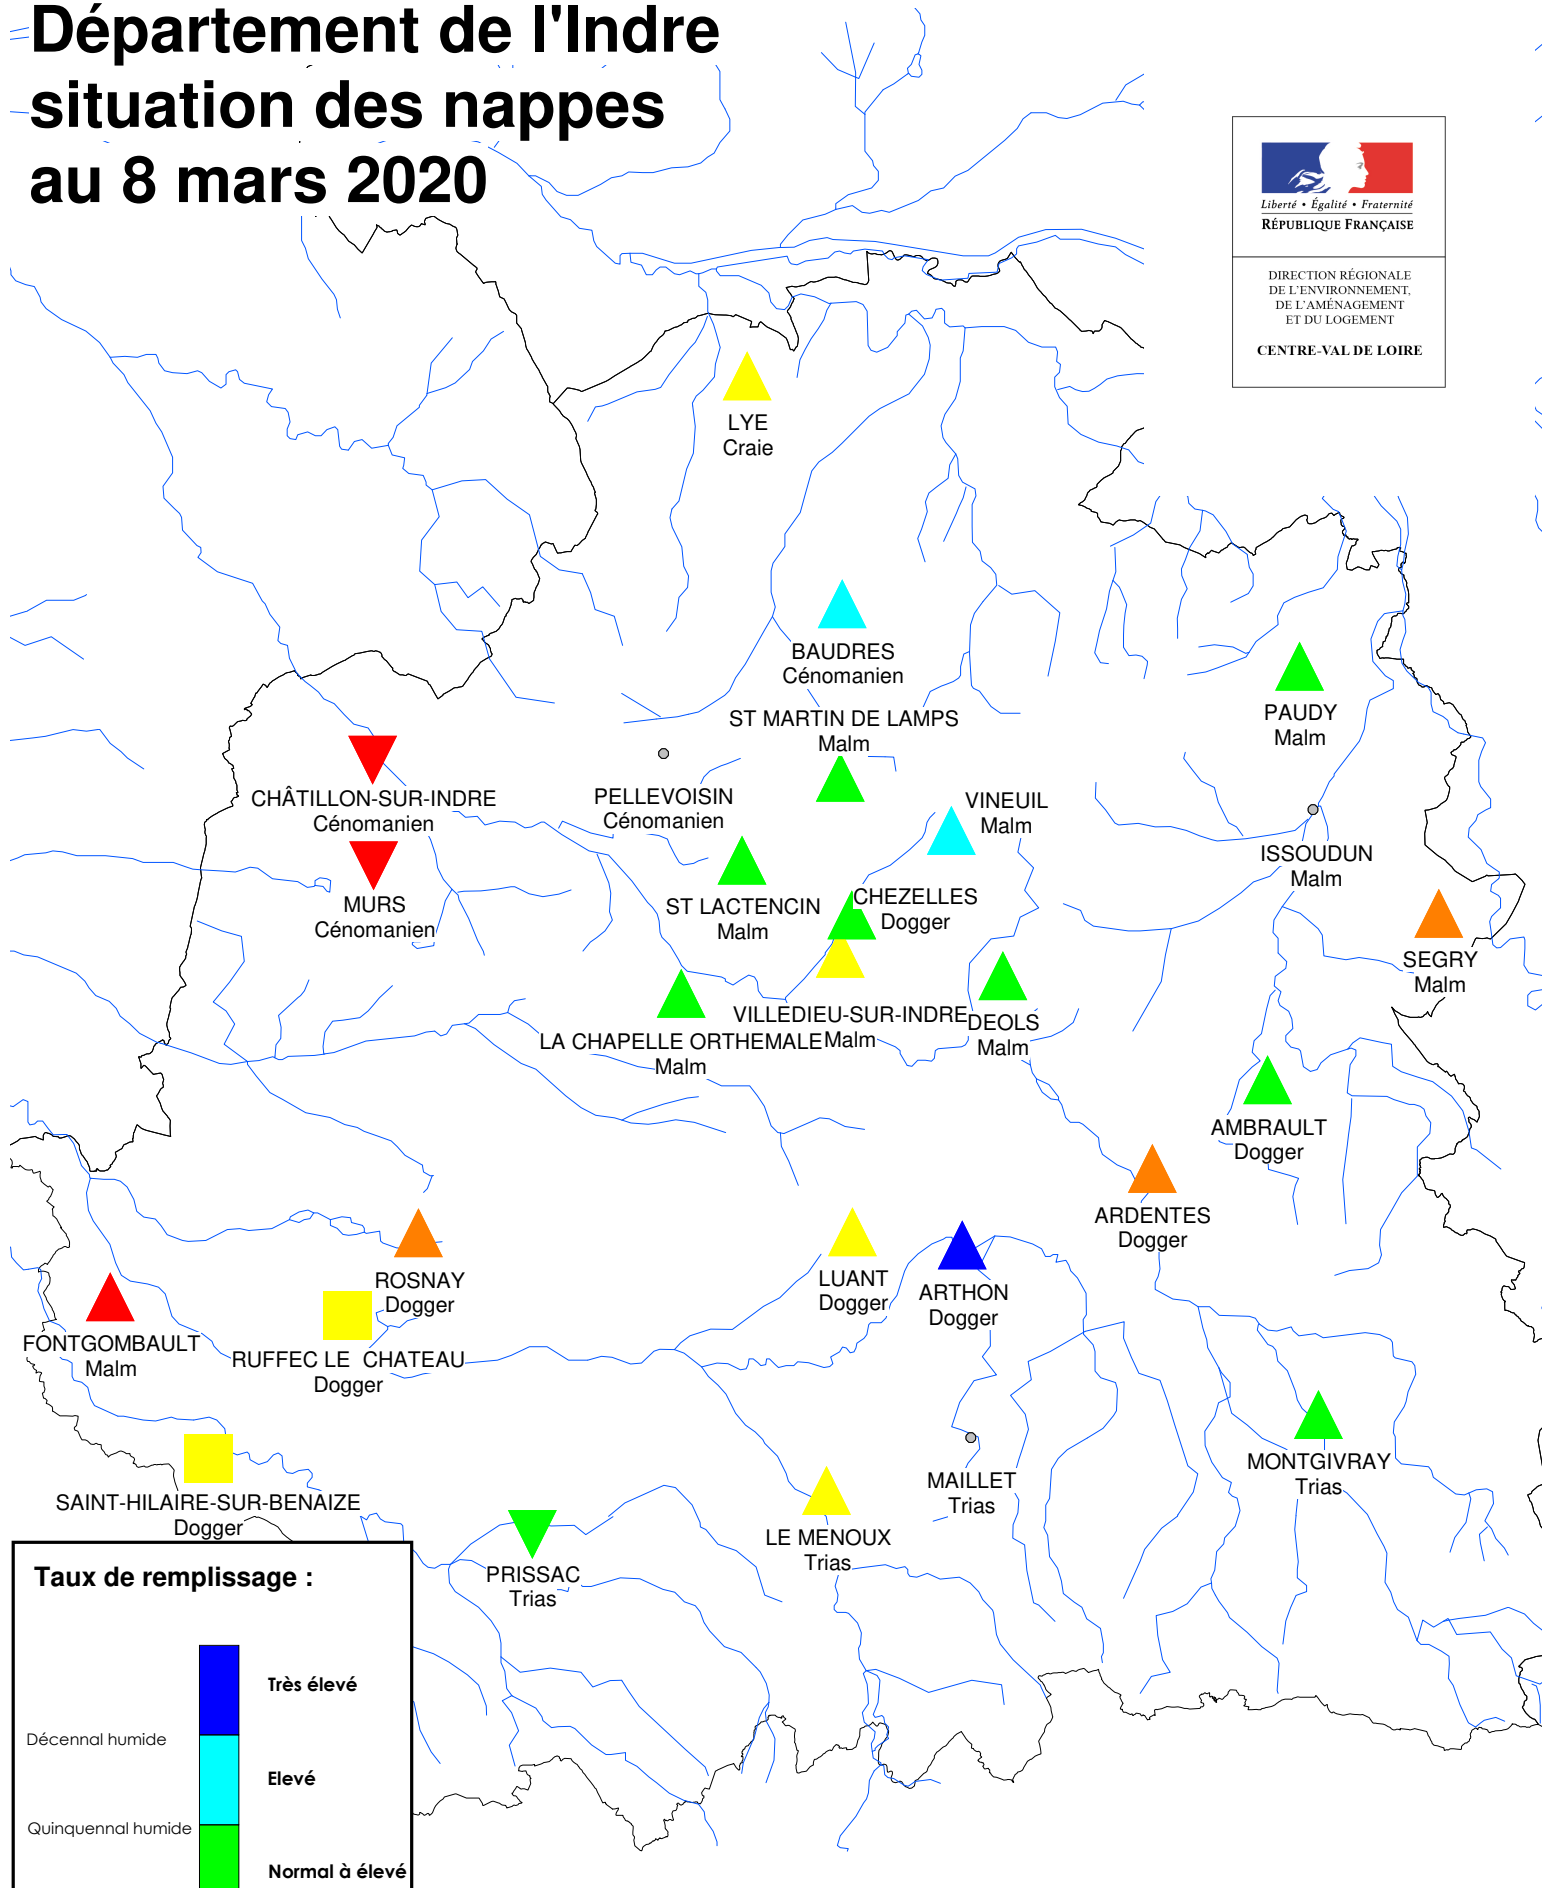 Département de l'Indre
situation des nappes
au 8 mars 2020
Liberté • Égalité • Fraternité
RÉPUBLIQUE FRANÇAISE
DIRECTION RÉGIONALE
DE L'ENVIRONNEMENT,
DE L'AMÉNAGEMENT
ET DU LOGEMENT
CENTRE-VAL DE LOIRE
LYE
Craie
BAUDRES
Cénomanien
ST MARTIN DE LAMPS
Malm
PAUDY
Malm
CHÂTILLON-SUR-INDRE
Cénomanien
PELLEVOISIN
Cénomanien
VINEUIL
Malm
ISSOUDUN
Malm
MURS
Cénomanien
ST LACTENCIN
Malm
CHEZELLES
Dogger
SEGRY
Malm
VILLEDIEU-SUR-INDRE
Malm
DEOLS
Malm
LA CHAPELLE ORTHEMALE
Malm
AMBRAULT
Dogger
ARDENTES
Dogger
ROSNAY
Dogger
LUANT
Dogger
ARTHON
Dogger
FONTGOMBAULT
Malm
RUFFEC LE  CHATEAU
Dogger
MONTGIVRAY
Trias
MAILLET
Trias
SAINT-HILAIRE-SUR-BENAIZE
Dogger
LE MENOUX
Trias
PRISSAC
Trias
Taux de remplissage :
Très élevé
Décennal humide
Elevé
Quinquennal humide
Normal à élevé